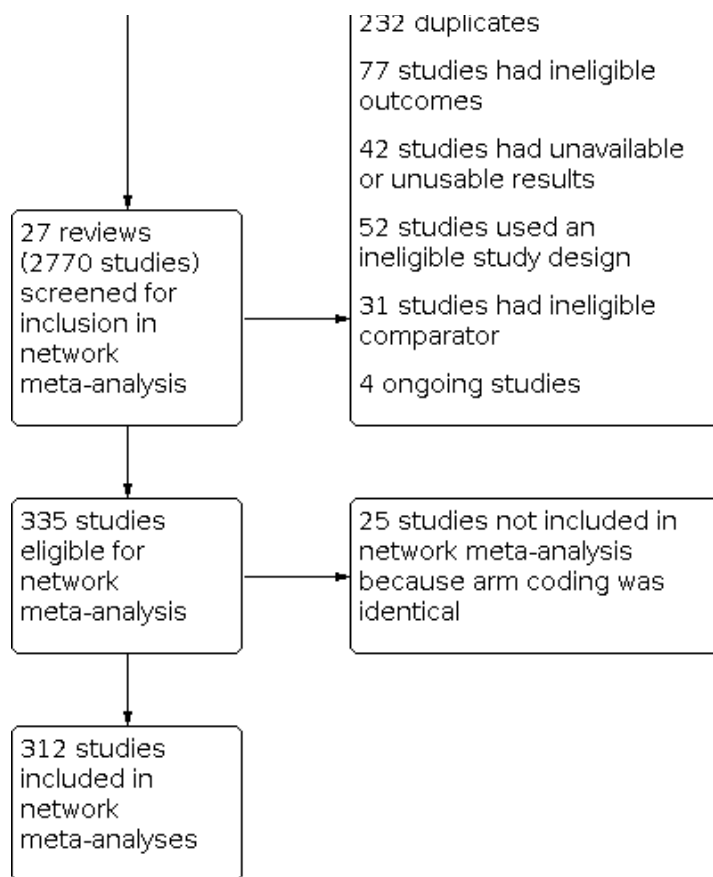 232 duplicates
77 studies had ineligible
outcomes
42 studies had unavailable
or unusable results
52 studies used an
ineligible study design
31 studies had ineligible
comparator
4 ongoing studies
27 reviews
(2770 studies)
screened for
inclusion in
network
meta-analysis
335 studies
eligible for
network
meta-analysis
25 studies not included in
network meta-analysis
because arm coding was
identical
312 studies
included in
network
meta-analyses